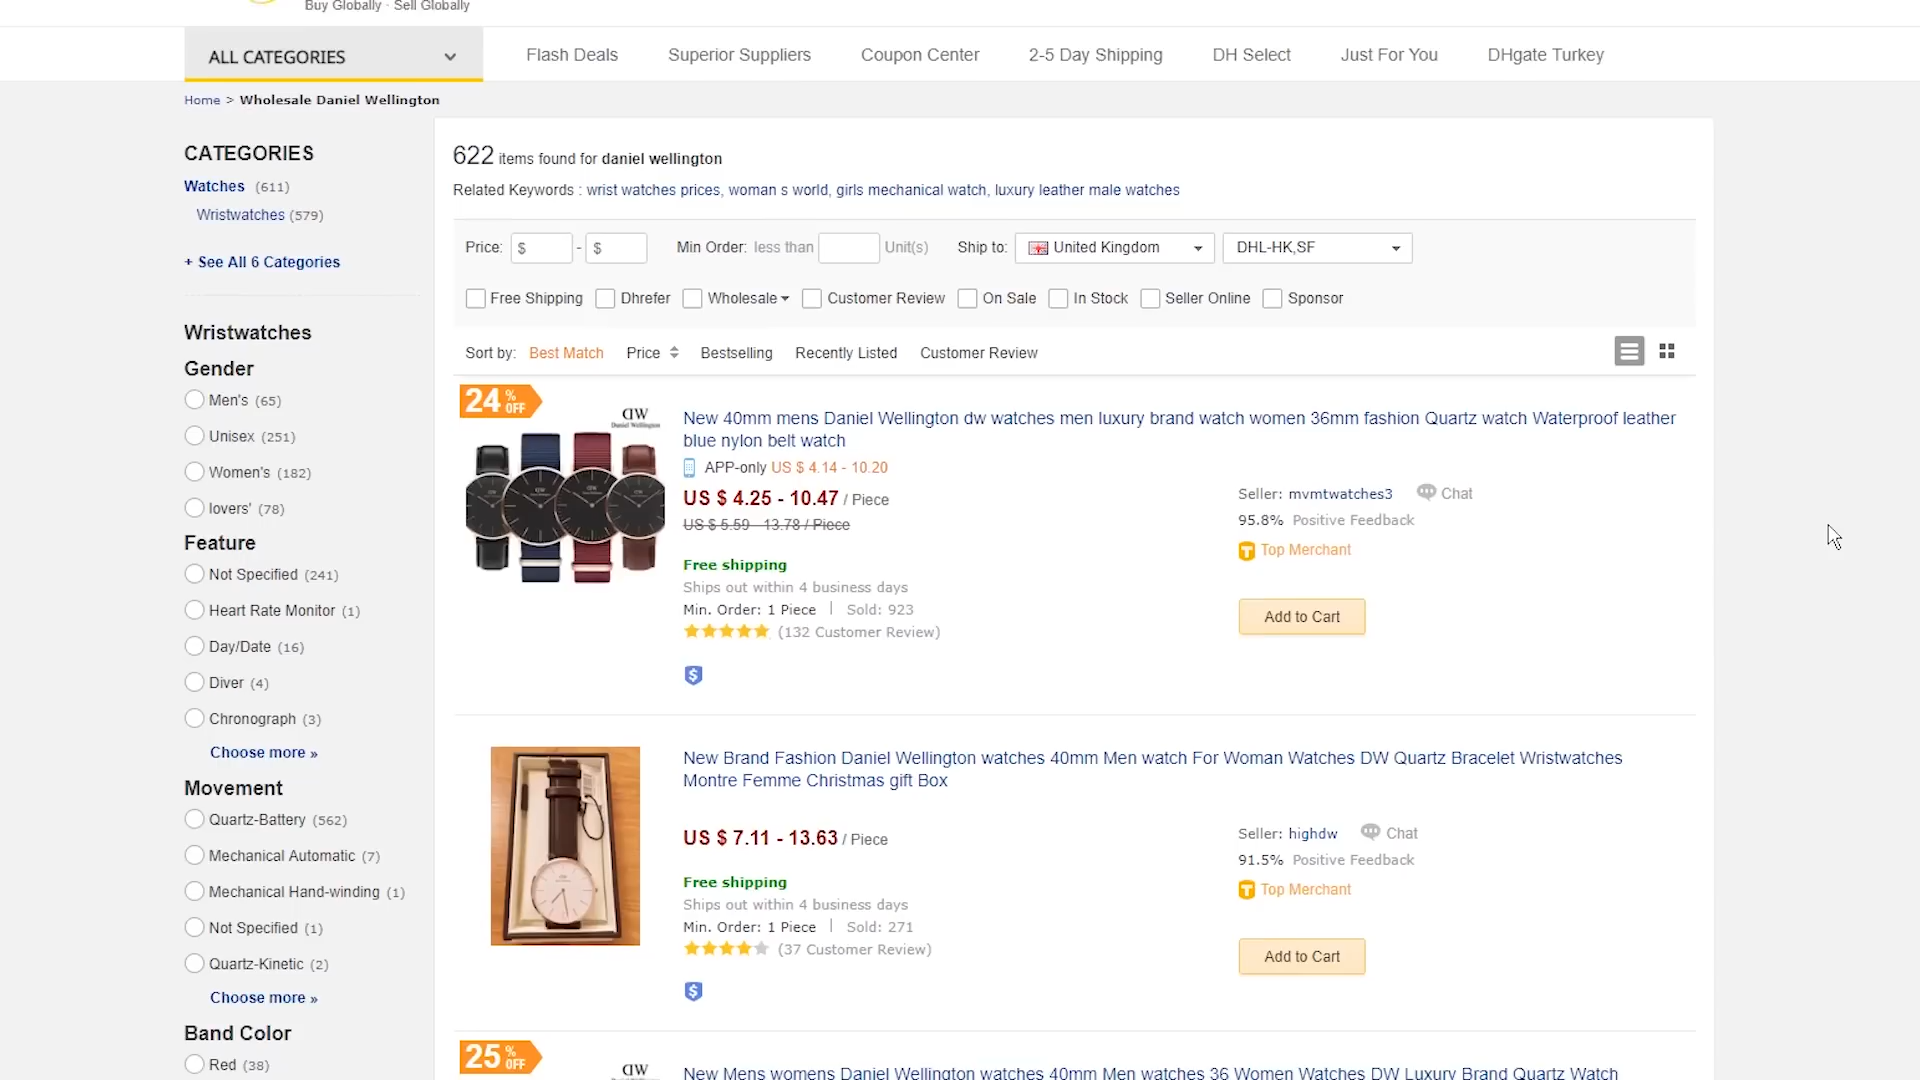 Buy Globally · Sell Globally
ALL CATEGORIES
Flash Deals
Superior Suppliers
Coupon Center
2-5 Day Shipping
DH Select
Just For You
DHgate Turkey
Home > Wholesale Daniel Wellington
CATEGORIES
Watches (611)
Wristwatches (579)
+ See All 6 Categories
Wristwatches
Gender
Men's (65)
Unisex (251)
Women's (182)
lovers' (78)
Feature
Not Specified (241)
Heart Rate Monitor (1)
Day/Date (16)
Diver (4)
Chronograph (3)
Choose more »
Movement
Quartz-Battery (562)
Mechanical Automatic (7)
Mechanical Hand-winding (1)
Not Specified (1)
Quartz-Kinetic (2)
Choose more »
Band Color
Red (38)
622 items found for daniel wellington
Related Keywords : wrist watches prices, woman s world, girls mechanical watch, luxury leather male watches
Price: $ - $ Min Order: less than Unit(s) Ship to: United Kingdom DHL-HK,SF
Free Shipping Dhrefer Wholesale Customer Review On Sale In Stock Seller Online Sponsor
Sort by: Best Match Price Bestselling Recently Listed Customer Review
24 % OFF
DW
Daniel Wellington
New 40mm mens Daniel Wellington dw watches men luxury brand watch women 36mm fashion Quartz watch Waterproof leather
blue nylon belt watch
APP-only US $ 4.14 - 10.20
US $ 4.25 - 10.47 / Piece
US $ 5.59 - 13.78 / Piece
Free shipping
Ships out within 4 business days
Min. Order: 1 Piece | Sold: 923
(132 Customer Review)
$
Seller: mvmtwatches3 Chat
95.8% Positive Feedback
T Top Merchant
Add to Cart
New Brand Fashion Daniel Wellington watches 40mm Men watch For Woman Watches DW Quartz Bracelet Wristwatches
Montre Femme Christmas gift Box
US $ 7.11 - 13.63 / Piece
Free shipping
Ships out within 4 business days
Min. Order: 1 Piece | Sold: 271
(37 Customer Review)
$
Seller: highdw Chat
91.5% Positive Feedback
T Top Merchant
Add to Cart
25 % OFF
DW
New Mens womens Daniel Wellington watches 40mm Men watches 36 Women Watches DW Luxury Brand Quartz Watch